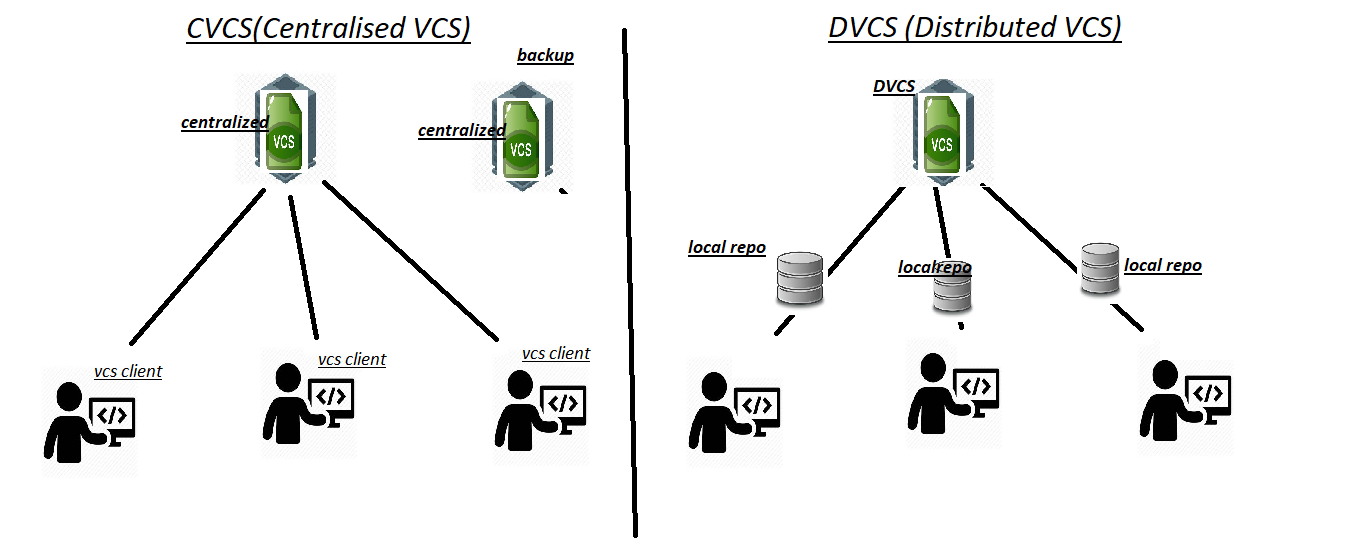 CVCS(Centralised VCS)
backup
centralized
VCS
centralized
VCS
vcs client
vcs client
vcs client
</>
</>
</>
DVCS (Distributed VCS)
DVCS
VCS
local repo
localrepo
local repo
</>
</>
</>